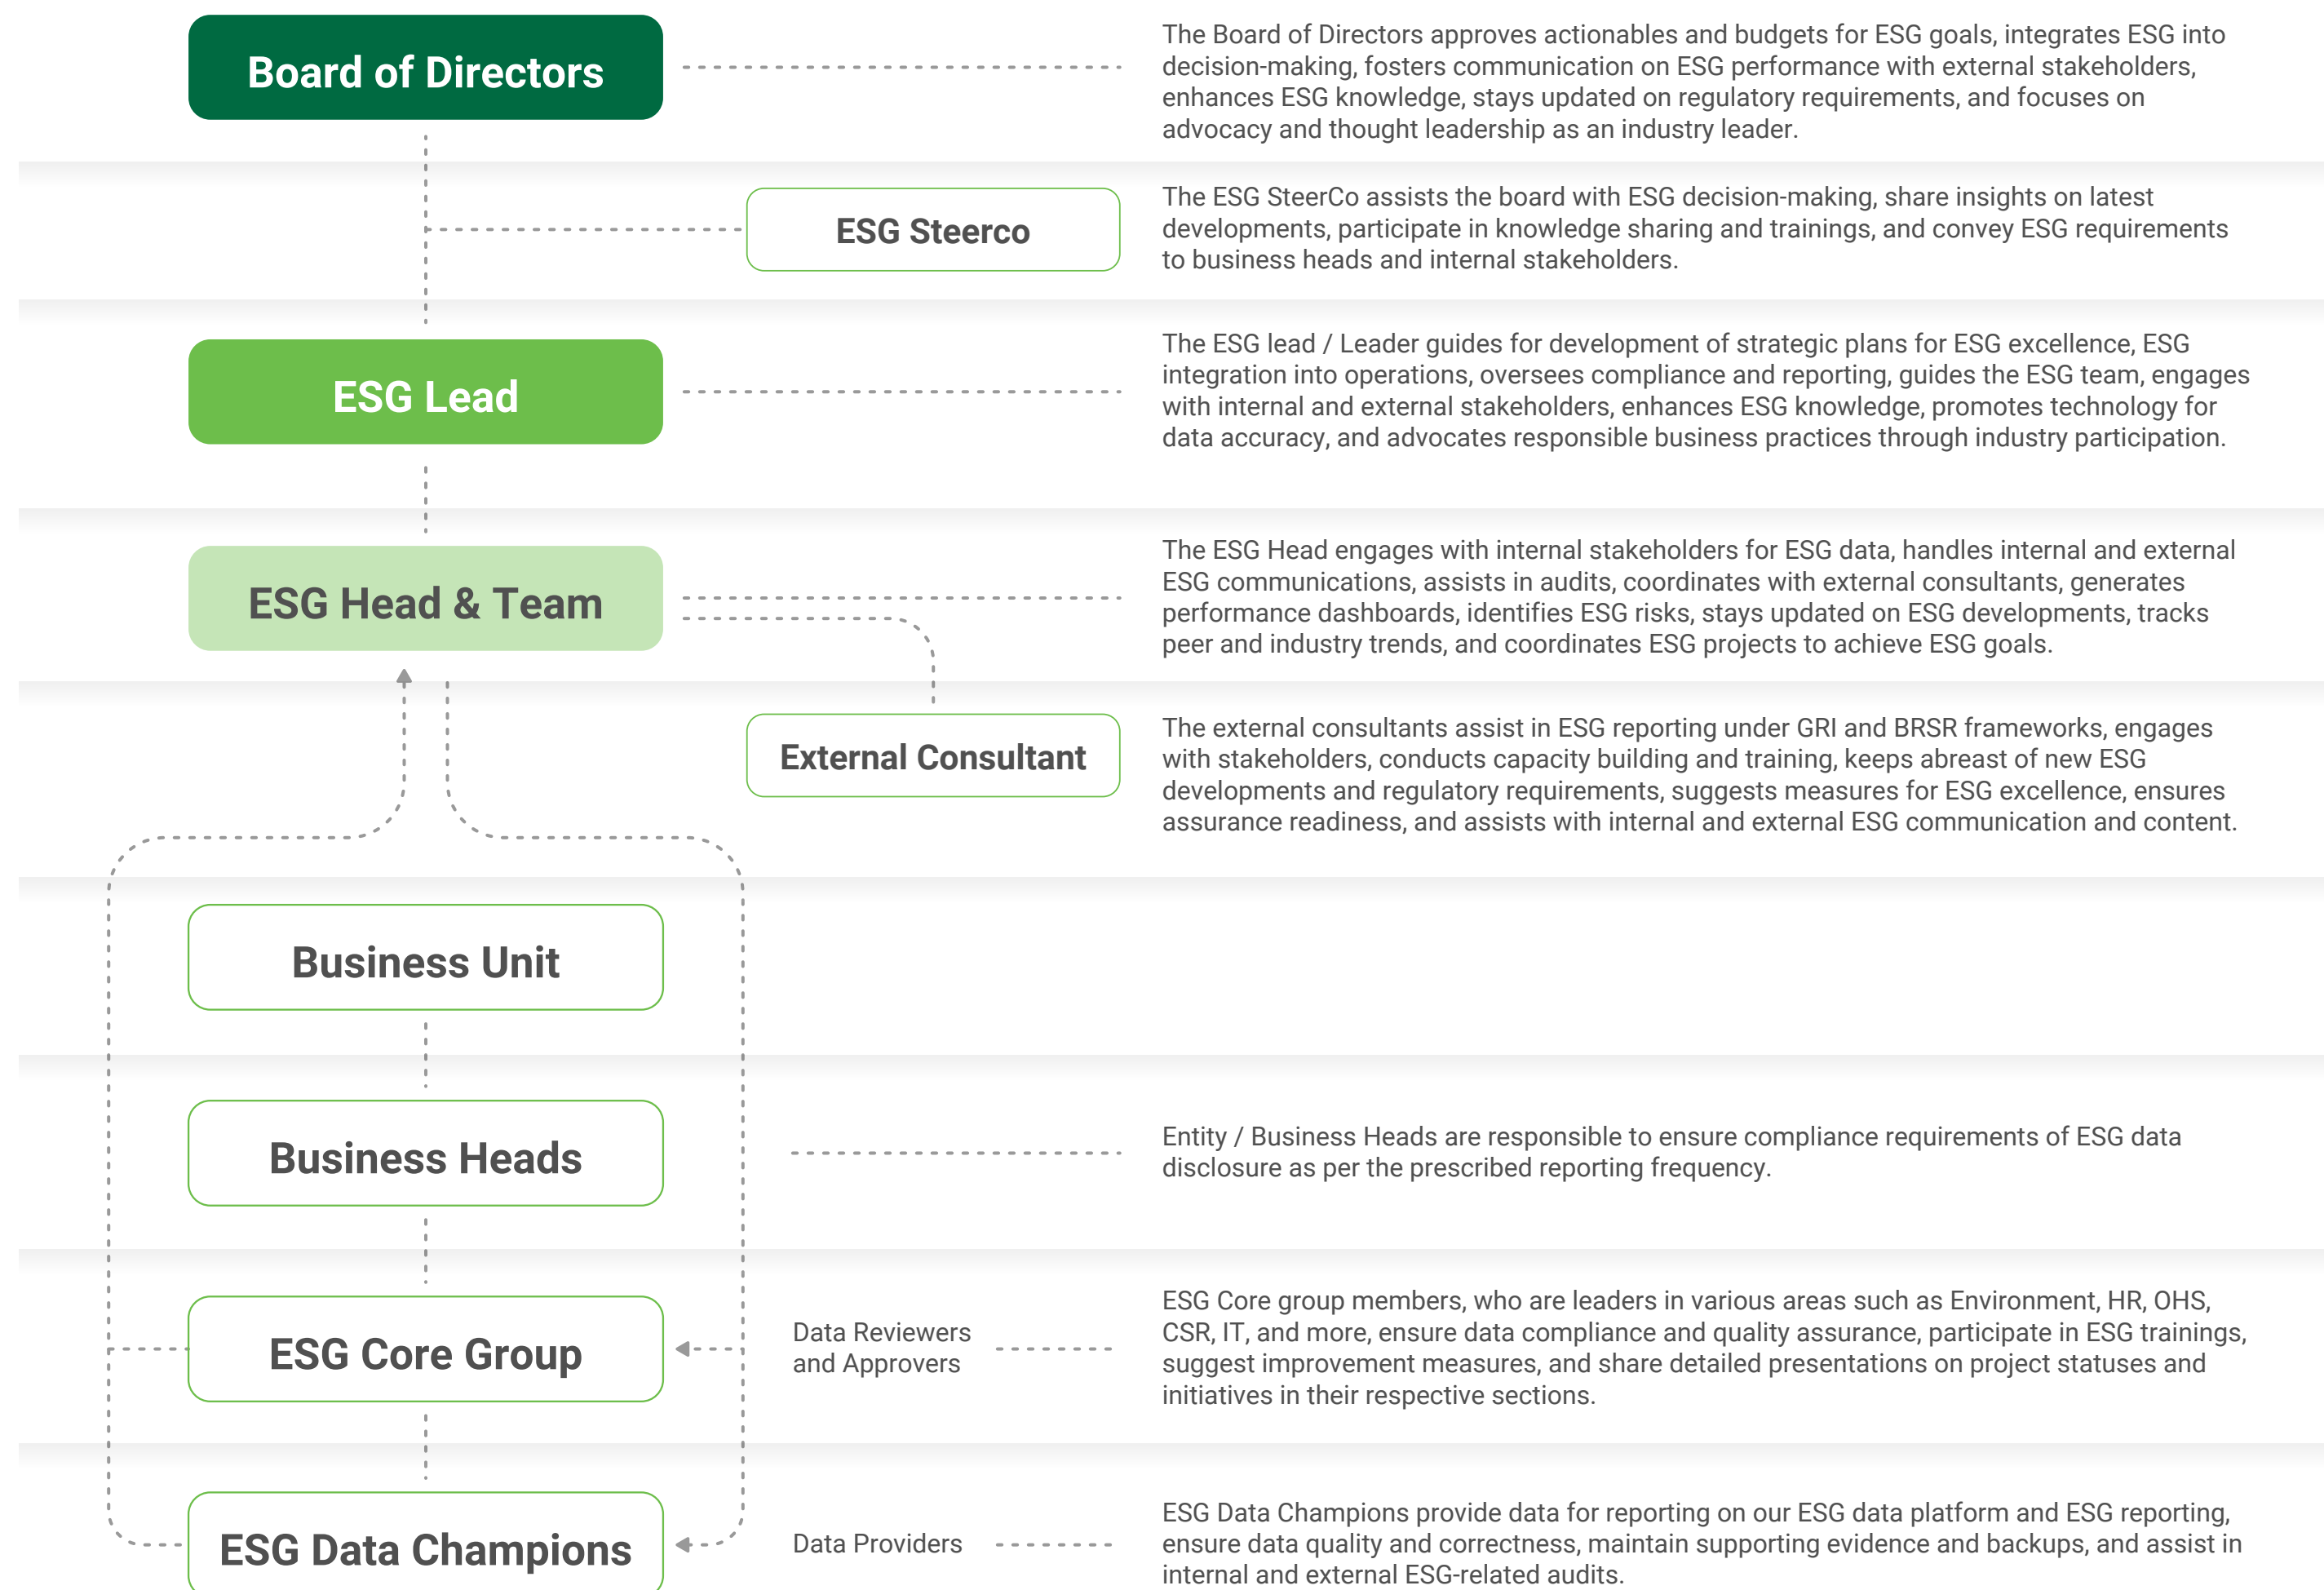 Board of Directors
The Board of Directors approves actionables and budgets for ESG goals, integrates ESG into
decision-making, fosters communication on ESG performance with external stakeholders,
enhances ESG knowledge, stays updated on regulatory requirements, and focuses on
advocacy and thought leadership as an industry leader.
ESG Steerco
The ESG SteerCo assists the board with ESG decision-making, share insights on latest
developments, participate in knowledge sharing and trainings, and convey ESG requirements
to business heads and internal stakeholders.
ESG Lead
The ESG lead / Leader guides for development of strategic plans for ESG excellence, ESG
integration into operations, oversees compliance and reporting, guides the ESG team, engages
with internal and external stakeholders, enhances ESG knowledge, promotes technology for
data accuracy, and advocates responsible business practices through industry participation.
ESG Head & Team
The ESG Head engages with internal stakeholders for ESG data, handles internal and external
ESG communications, assists in audits, coordinates with external consultants, generates
performance dashboards, identifies ESG risks, stays updated on ESG developments, tracks
peer and industry trends, and coordinates ESG projects to achieve ESG goals.
External Consultant
The external consultants assist in ESG reporting under GRI and BRSR frameworks, engages
with stakeholders, conducts capacity building and training, keeps abreast of new ESG
developments and regulatory requirements, suggests measures for ESG excellence, ensures
assurance readiness, and assists with internal and external ESG communication and content.
Business Unit
Business Heads
Entity / Business Heads are responsible to ensure compliance requirements of ESG data
disclosure as per the prescribed reporting frequency.
ESG Core Group
Data Reviewers
and Approvers
ESG Core group members, who are leaders in various areas such as Environment, HR, OHS,
CSR, IT, and more, ensure data compliance and quality assurance, participate in ESG trainings,
suggest improvement measures, and share detailed presentations on project statuses and
initiatives in their respective sections.
ESG Data Champions
Data Providers
ESG Data Champions provide data for reporting on our ESG data platform and ESG reporting,
ensure data quality and correctness, maintain supporting evidence and backups, and assist in
internal and external ESG-related audits.